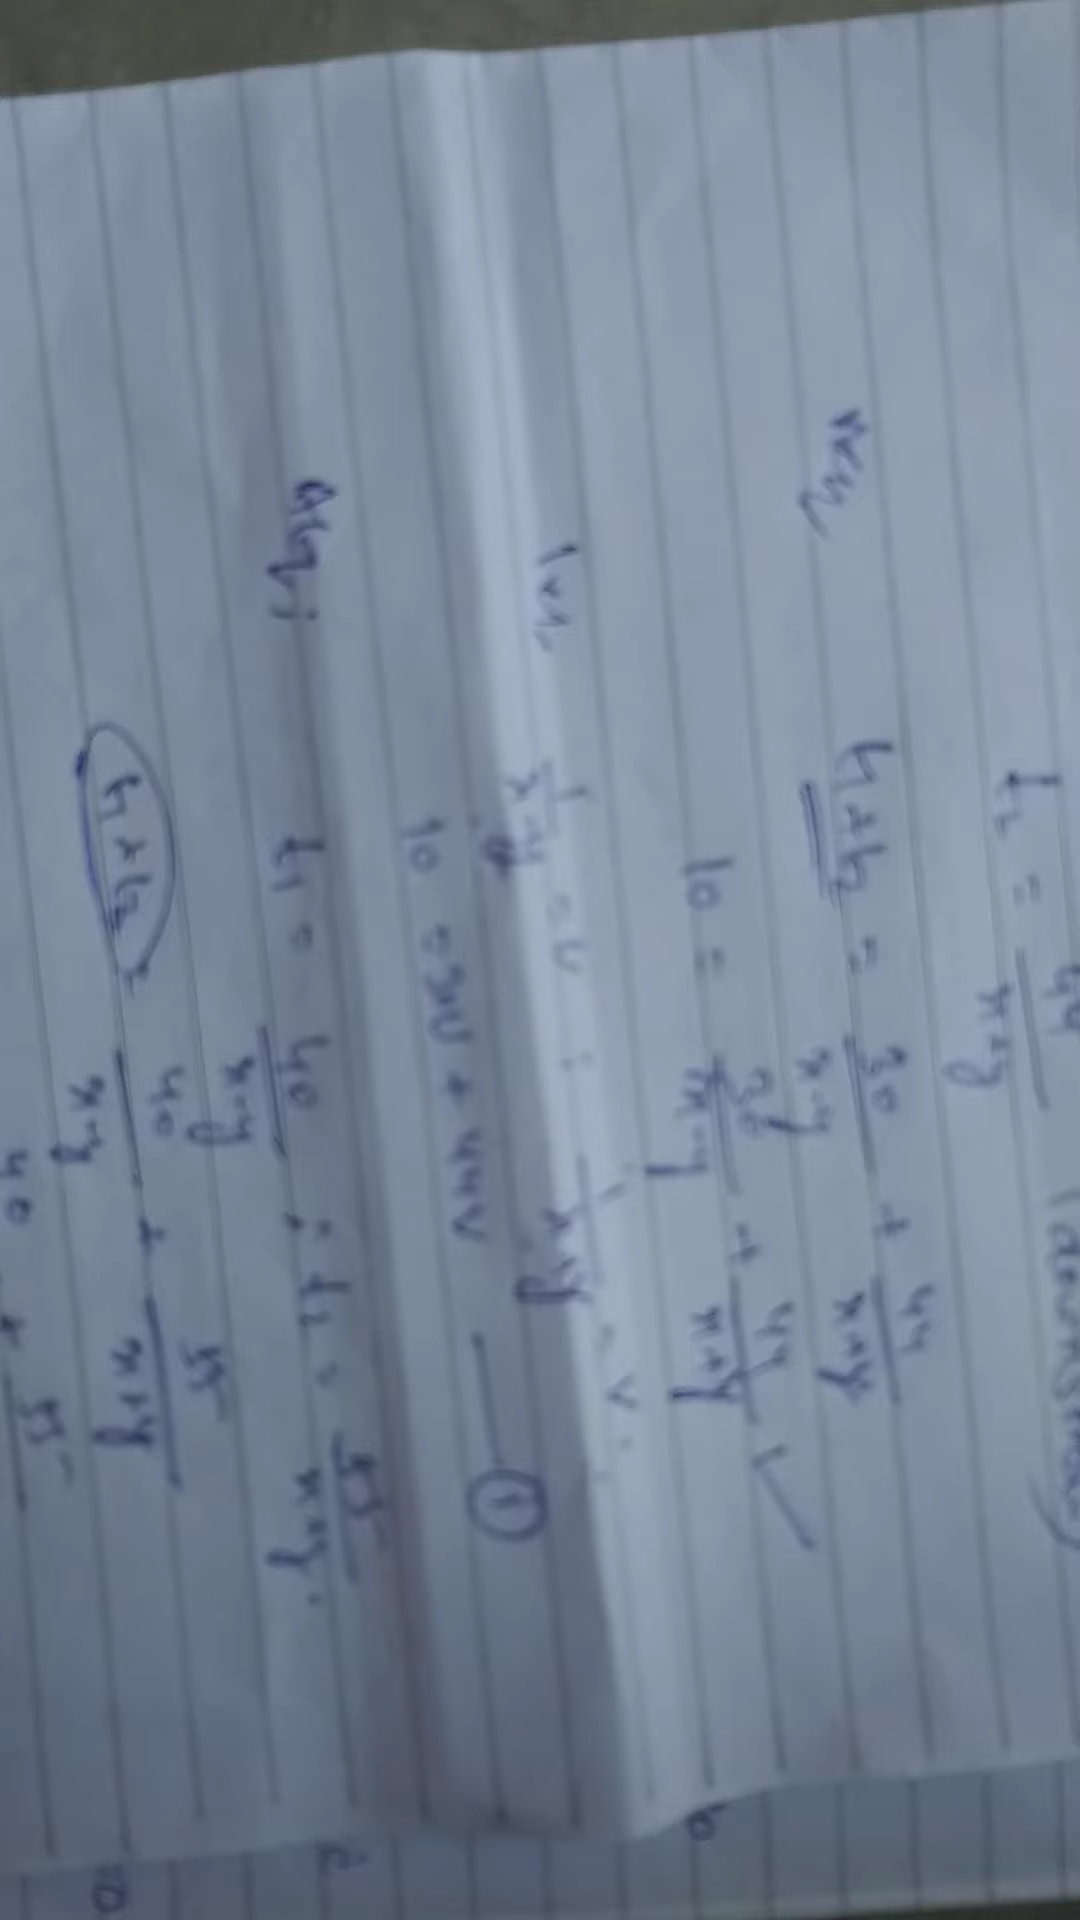 t₂ = 44/(x+y) (downstream)
Now t₁+t₂ = 30/(x-y) + 44/(x+y)
10 = 30/(x-y) + 44/(x+y)
Let 1/(x-y) = u ; 1/(x+y) = v.
10 = 30u + 44v —— ①
t₁ = 40/(x-y) ; t₂ = 55/(x+y).
t₁+t₂ = 40/(x-y) + 55/(x+y)